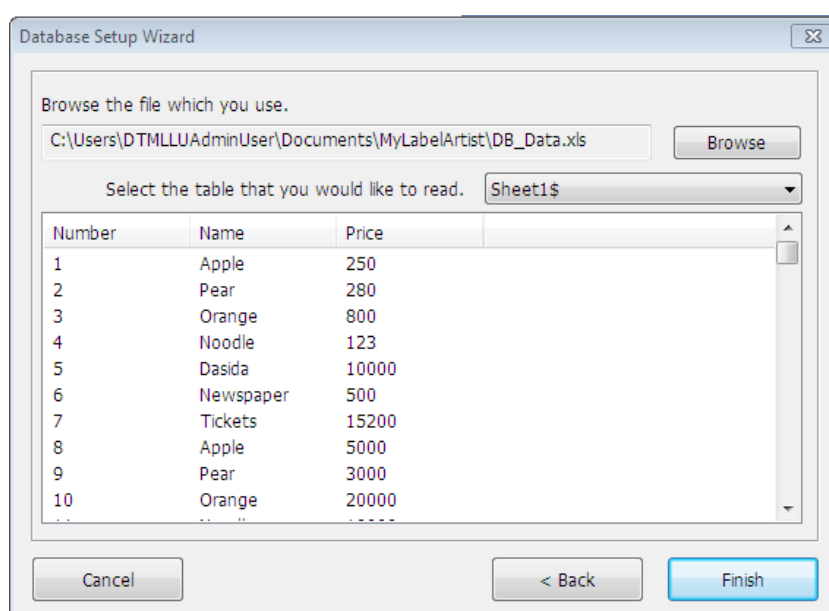 Database Setup Wizard
Browse the file which you use.
C:\Users\DTMLLUAdminUser\Documents\MyLabelArtist\DB_Data.xls Browse
Select the table that you would like to read. Sheet1$
Number Name Price
1 Apple 250
2 Pear 280
3 Orange 800
4 Noodle 123
5 Dasida 10000
6 Newspaper 500
7 Tickets 15200
8 Apple 5000
9 Pear 3000
10 Orange 20000
Cancel < Back Finish